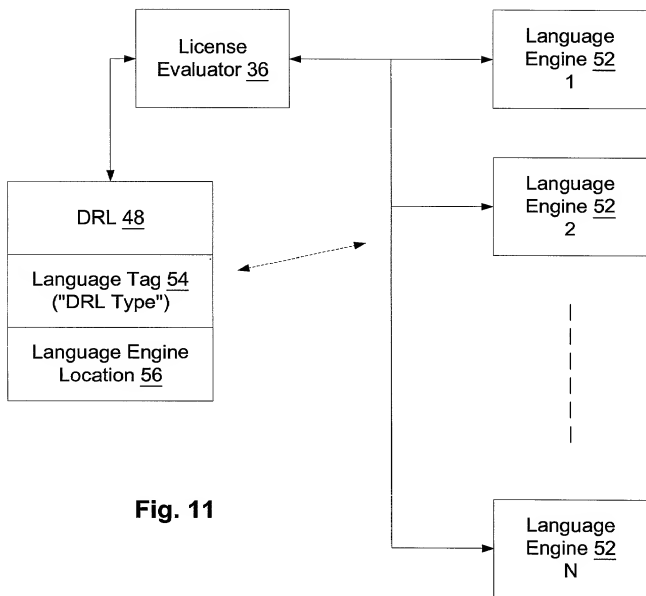 License
Evaluator 36
Language
Engine 52
1
DRL 48
Language Tag 54
("DRL Type")
Language Engine
Location 56
Language
Engine 52
2
Language
Engine 52
N
Fig. 11